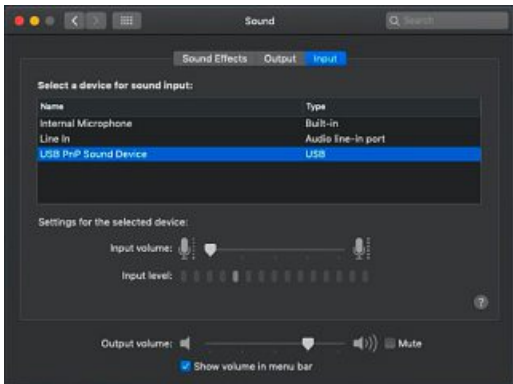 Sound
Search
Sound Effects Output Input
Select a device for sound input:
Name Type
Internal Microphone Built-in
Line In Audio line-in port
USB PnP Sound Device USB
Settings for the selected device:
Input volume:
Input level:
?
Output volume: Mute
Show volume in menu bar